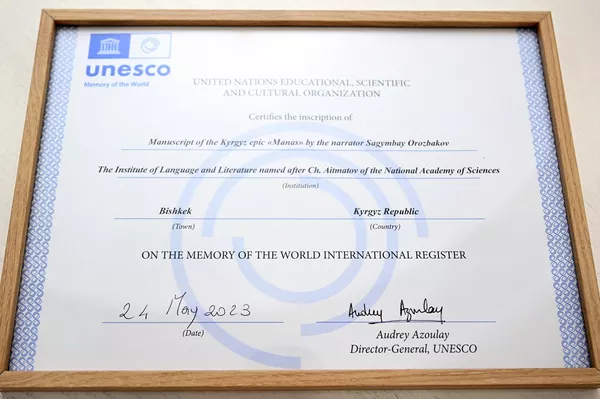 unesco
Memory of the World
UNITED NATIONS EDUCATIONAL, SCIENTIFIC
AND CULTURAL ORGANIZATION
Certifies the inscription of
Manuscript of the Kyrgyz epic «Manas» by the narrator Sagymbay Orozbakov
The Institute of Language and Literature named after Ch. Aitmatov of the National Academy of Sciences
(Institution)
Bishkek Kyrgyz Republic
(Town) (Country)
ON THE MEMORY OF THE WORLD INTERNATIONAL REGISTER
24 May 2023 Audrey Azoulay
(Date) Audrey Azoulay
Director-General, UNESCO